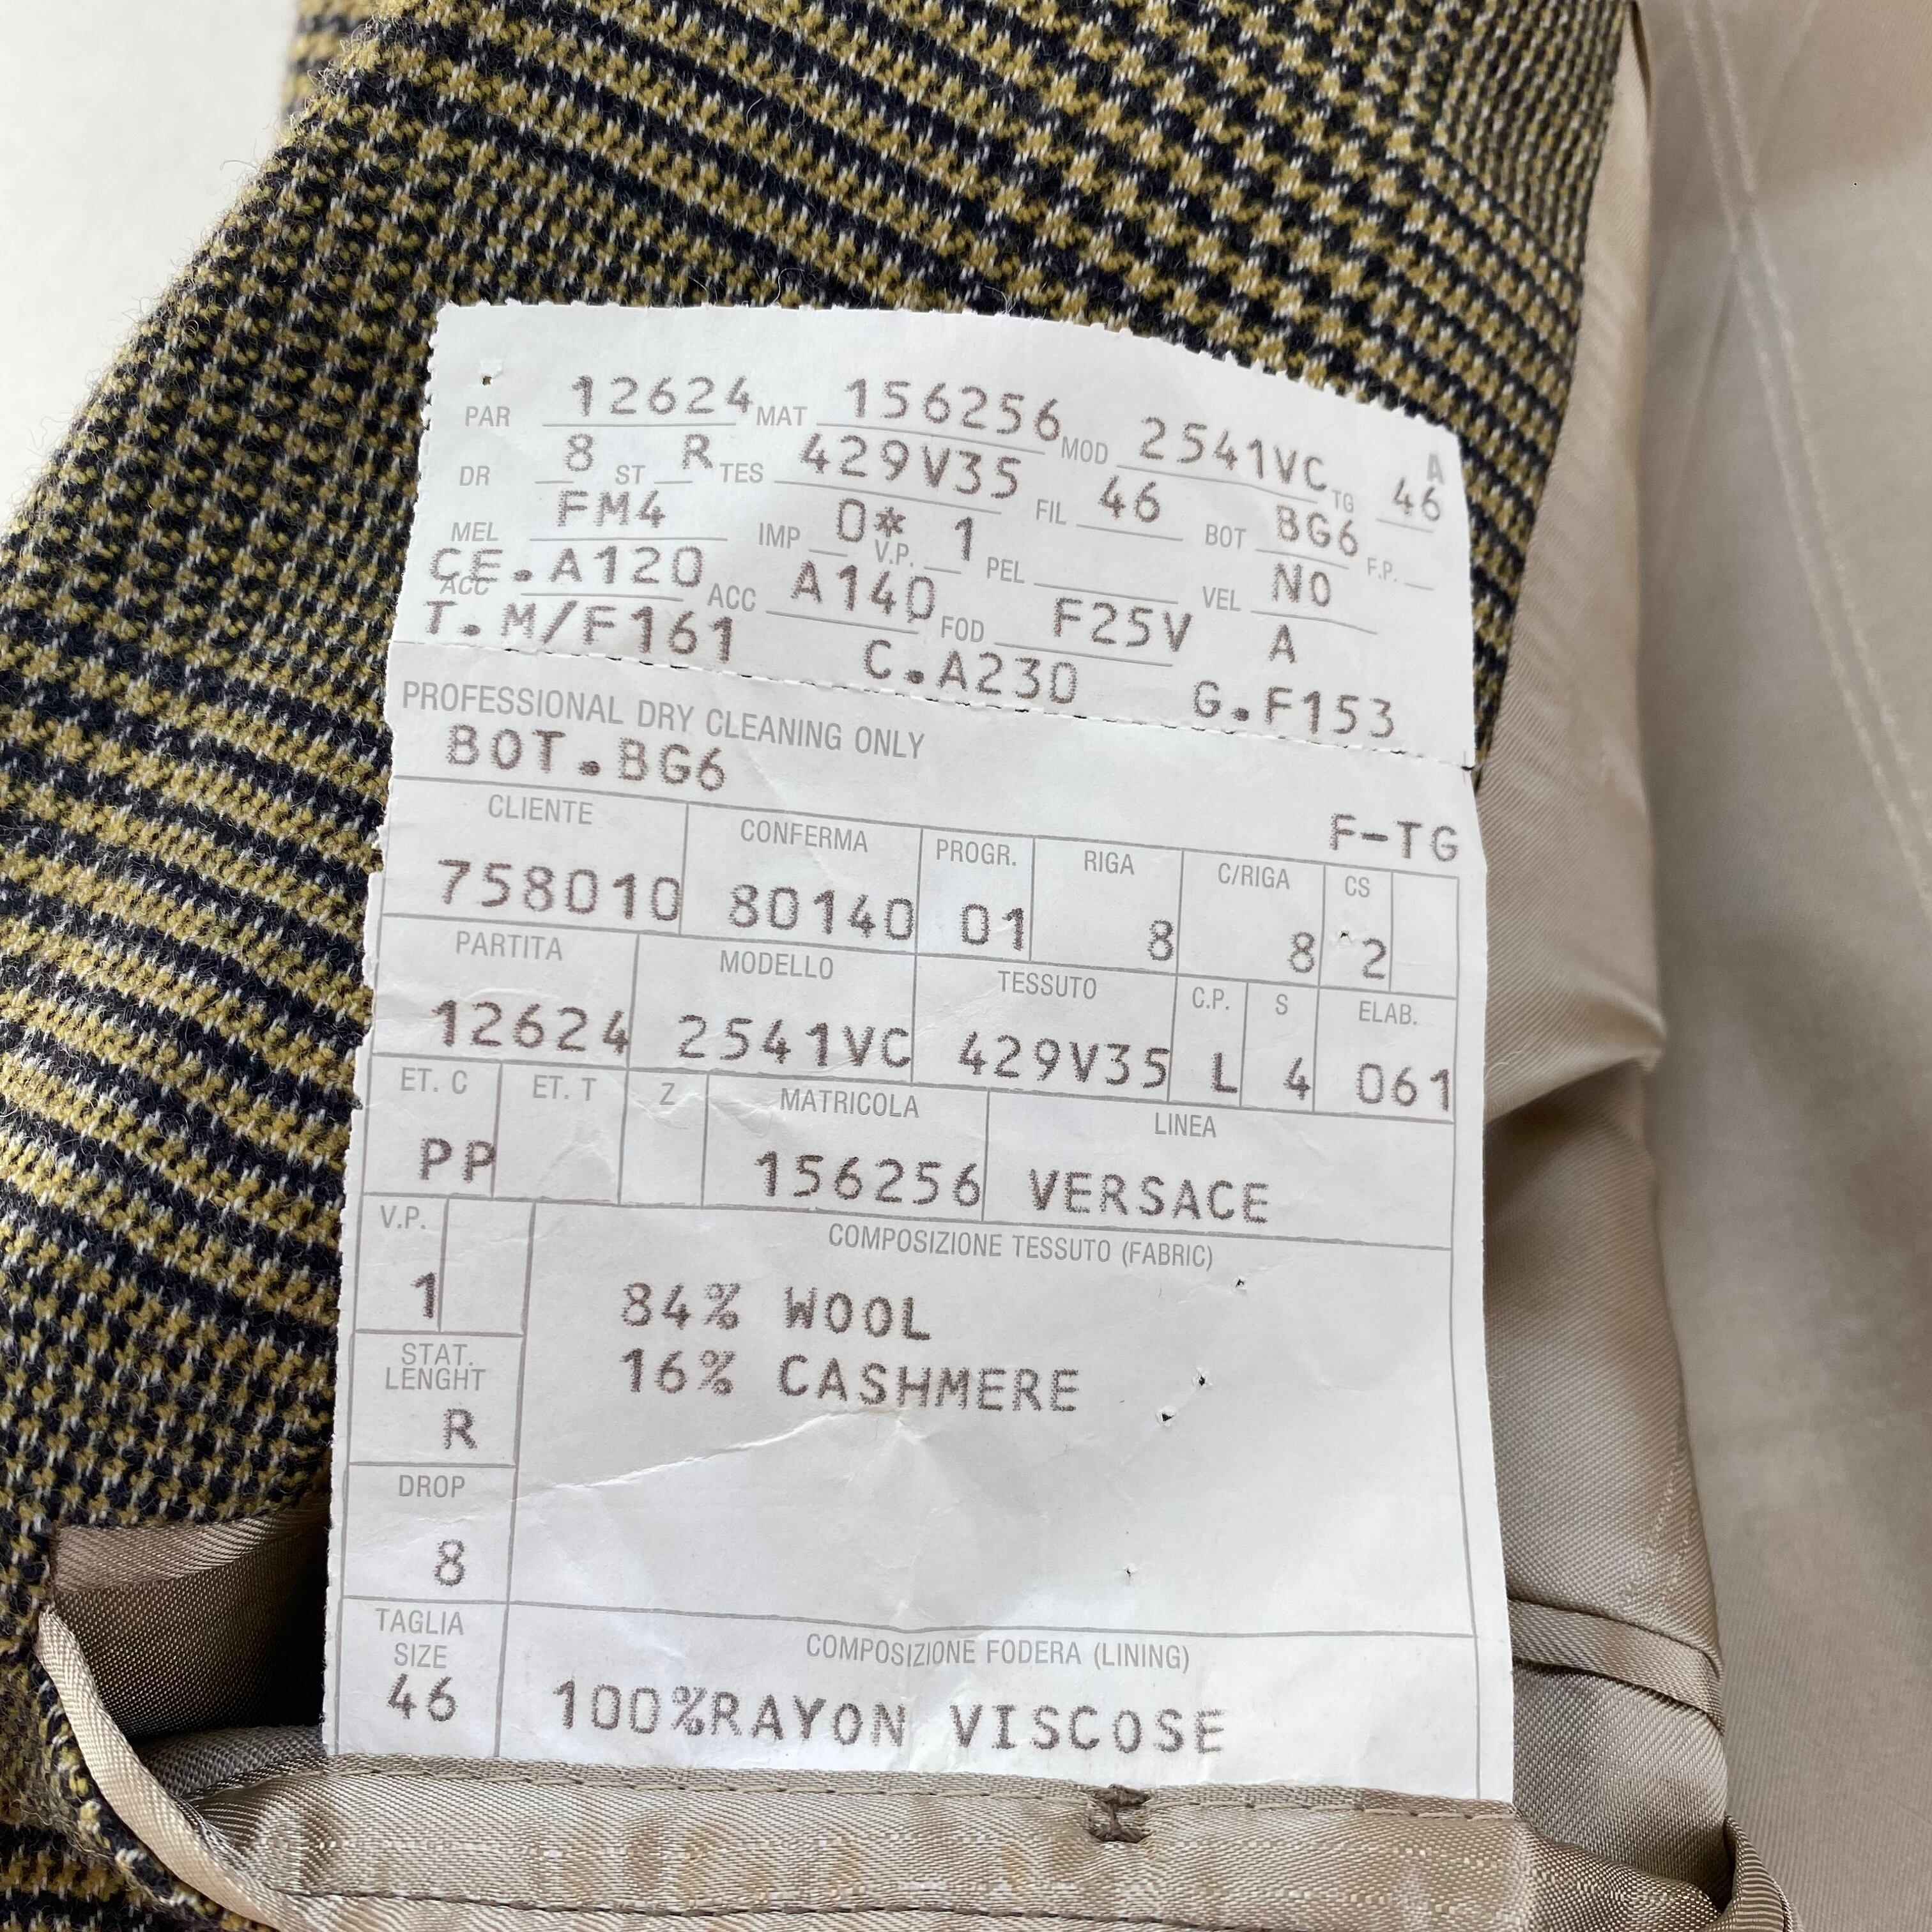 PAR 12624 MAT 156256 MOD 2541VC TG 46 A
DR 8 ST R TES 429V35 FIL 46 BOT BG6 F.P.
MEL FM4 IMP 0* V.P. 1 PEL VEL NO
ACC CE.A120 ACC A140 FOD F25V A
T.M/F161 C.A230 G.F153
PROFESSIONAL DRY CLEANING ONLY
BOT.BG6 F-TG
CLIENTE CONFERMA PROGR. RIGA C/RIGA CS
758010 80140 01 8 8 2
PARTITA MODELLO TESSUTO C.P. S ELAB.
12624 2541VC 429V35 L 4 061
ET. C ET. T Z MATRICOLA LINEA
PP 156256 VERSACE
V.P. COMPOSIZIONE TESSUTO (FABRIC)
1 84% WOOL
STAT.
LENGHT 16% CASHMERE
R
DROP
8
TAGLIA
SIZE COMPOSIZIONE FODERA (LINING)
46 100%RAYON VISCOSE